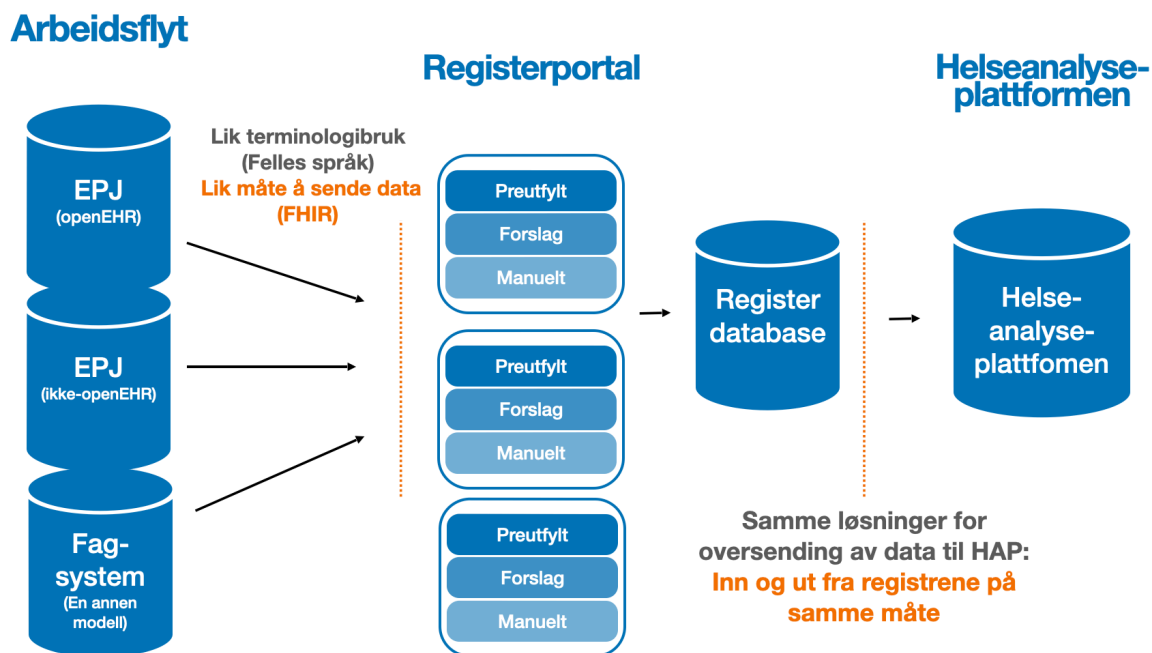 Arbeidsflyt
EPJ
(openEHR)
EPJ
(ikke-openEHR)
Fag-
system
(En annen
modell)
Lik terminologibruk
(Felles språk)
Lik måte å sende data
(FHIR)
Registerportal
Preutfylt
Forslag
Manuelt
Preutfylt
Forslag
Manuelt
Preutfylt
Forslag
Manuelt
Register
database
Samme løsninger for
oversending av data til HAP:
Inn og ut fra registrene på
samme måte
Helseanalyse-
plattformen
Helse-
analyse-
plattfomen